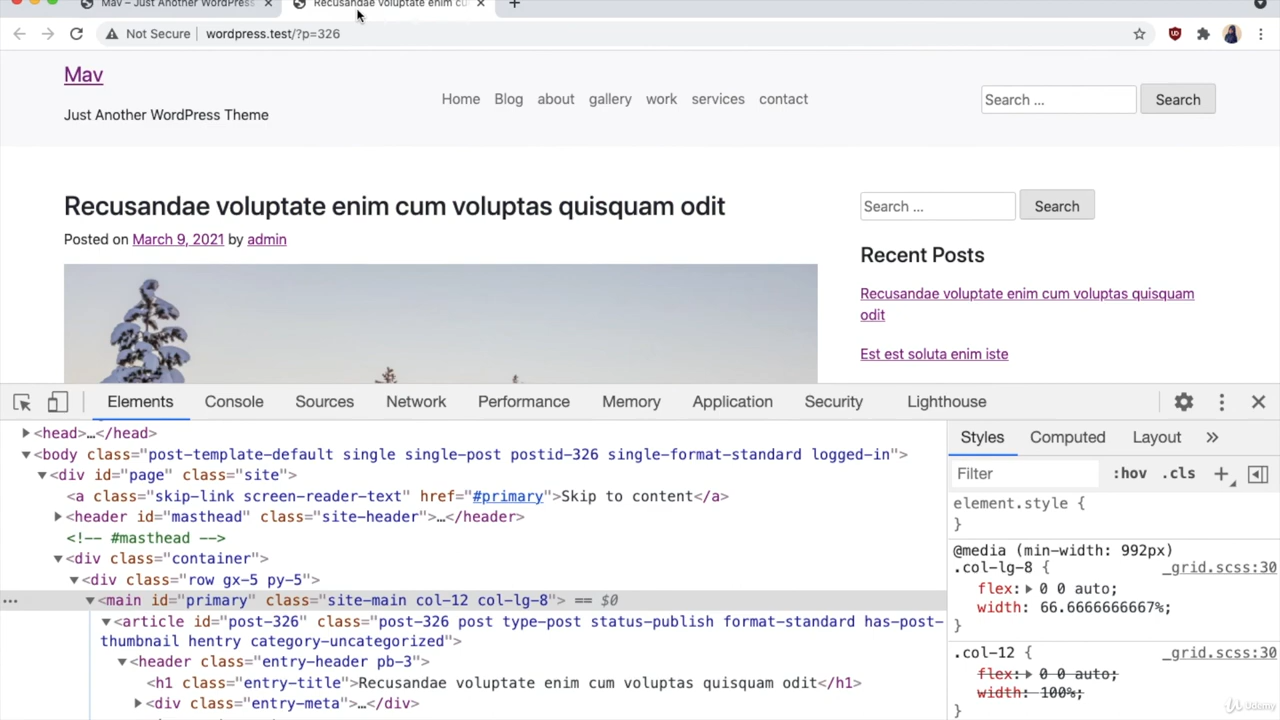 Mav – Just Another WordPress
Recusandae voluptate enim cu
Not Secure
wordpress.test/?p=326
Mav
Just Another WordPress Theme
Home Blog about gallery work services contact
Search ...
Search
Recusandae voluptate enim cum voluptas quisquam odit
Posted on March 9, 2021 by admin
Search ...
Search
Recent Posts
Recusandae voluptate enim cum voluptas quisquam
odit
Est est soluta enim iste
Elements Console Sources Network Performance Memory Application Security Lighthouse
<head>…</head>
<body class="post-template-default single single-post postid-326 single-format-standard logged-in">
<div id="page" class="site">
<a class="skip-link screen-reader-text" href="#primary">Skip to content</a>
<header id="masthead" class="site-header">…</header>
<!-- #masthead -->
<div class="container">
<div class="row gx-5 py-5">
<main id="primary" class="site-main col-12 col-lg-8"> == $0
<article id="post-326" class="post-326 post type-post status-publish format-standard has-post-
thumbnail hentry category-uncategorized">
<header class="entry-header pb-3">
<h1 class="entry-title">Recusandae voluptate enim cum voluptas quisquam odit</h1>
<div class="entry-meta">…</div>
Styles Computed Layout
Filter :hov .cls
element.style {
}
@media (min-width: 992px)
.col-lg-8 { _grid.scss:30
flex: 0 0 auto;
width: 66.6666666667%;
}
.col-12 { _grid.scss:30
flex: 0 0 auto;
width: 100%;
}
Udemy